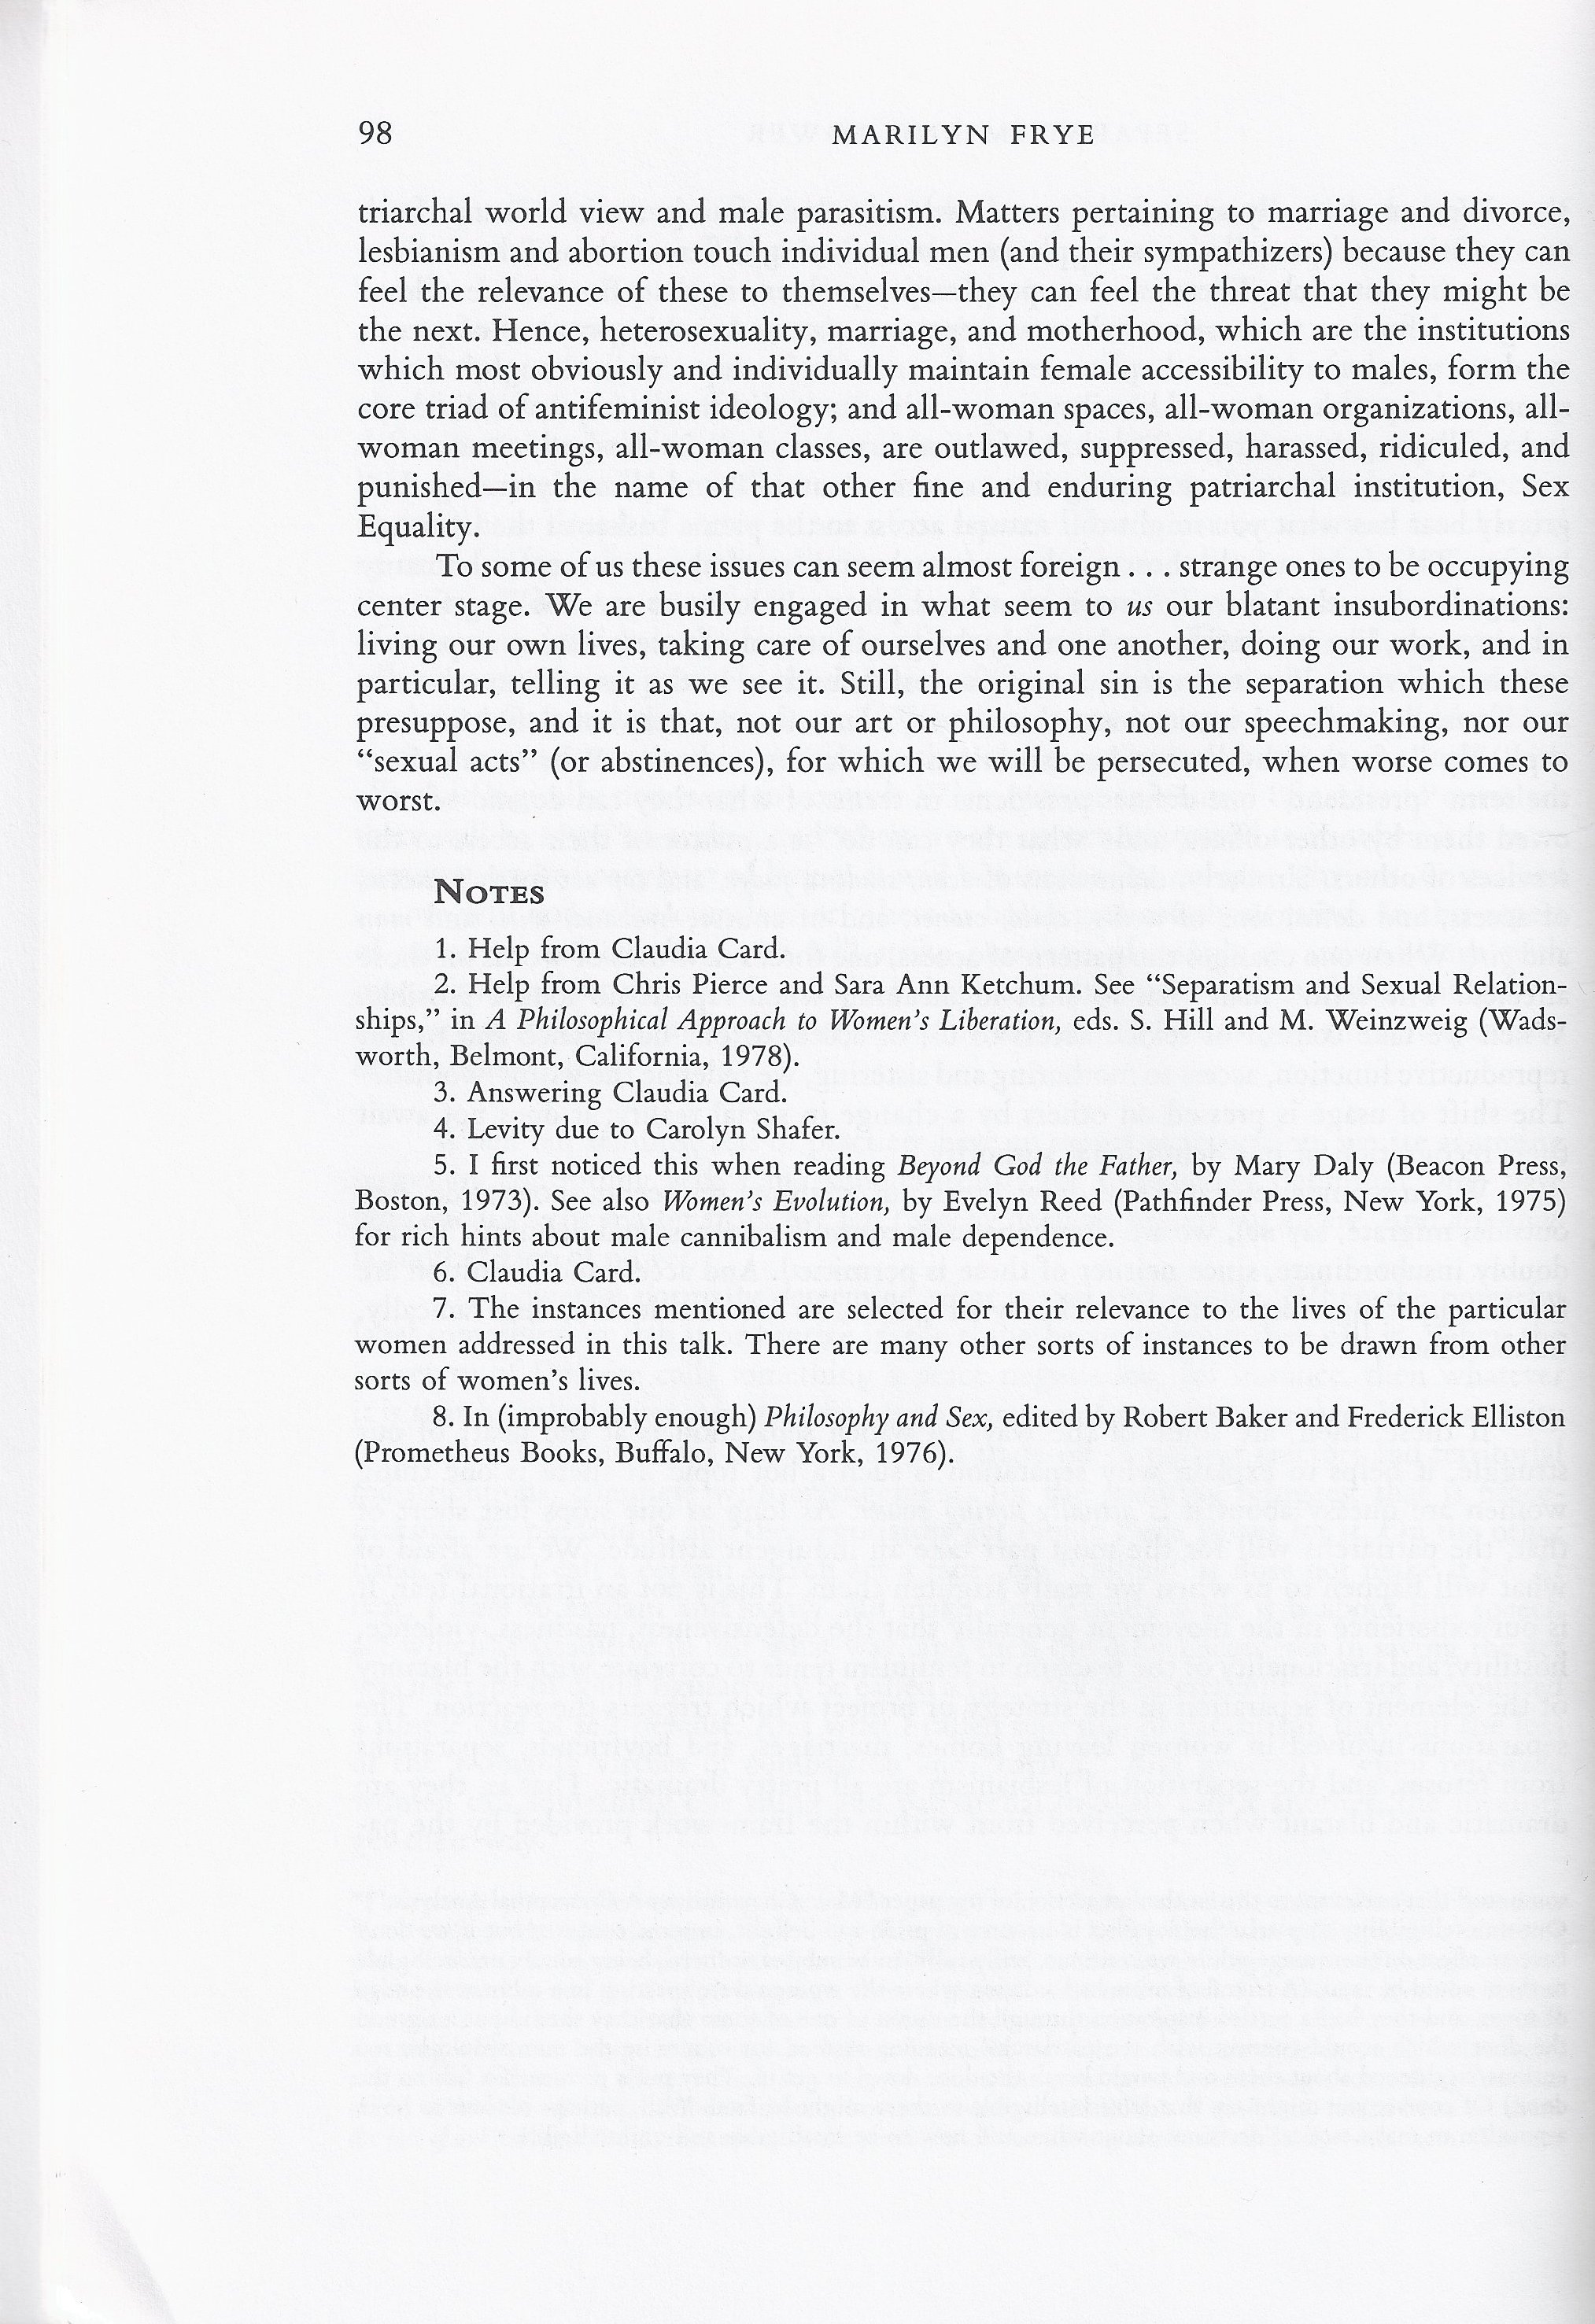 98
MARILYN FRYE
triarchal world view and male parasitism. Matters pertaining to marriage and divorce,
lesbianism and abortion touch individual men (and their sympathizers) because they can
feel the relevance of these to themselves—they can feel the threat that they might be
the next. Hence, heterosexuality, marriage, and motherhood, which are the institutions
which most obviously and individually maintain female accessibility to males, form the
core triad of antifeminist ideology; and all-woman spaces, all-woman organizations, all-
woman meetings, all-woman classes, are outlawed, suppressed, harassed, ridiculed, and
punished—in the name of that other fine and enduring patriarchal institution, Sex
Equality.
To some of us these issues can seem almost foreign . . . strange ones to be occupying
center stage. We are busily engaged in what seem to us our blatant insubordinations:
living our own lives, taking care of ourselves and one another, doing our work, and in
particular, telling it as we see it. Still, the original sin is the separation which these
presuppose, and it is that, not our art or philosophy, not our speechmaking, nor our
“sexual acts” (or abstinences), for which we will be persecuted, when worse comes to
worst.
NOTES
1. Help from Claudia Card.
2. Help from Chris Pierce and Sara Ann Ketchum. See “Separatism and Sexual Relation-
ships,” in A Philosophical Approach to Women’s Liberation, eds. S. Hill and M. Weinzweig (Wads-
worth, Belmont, California, 1978).
3. Answering Claudia Card.
4. Levity due to Carolyn Shafer.
5. I first noticed this when reading Beyond God the Father, by Mary Daly (Beacon Press,
Boston, 1973). See also Women’s Evolution, by Evelyn Reed (Pathfinder Press, New York, 1975)
for rich hints about male cannibalism and male dependence.
6. Claudia Card.
7. The instances mentioned are selected for their relevance to the lives of the particular
women addressed in this talk. There are many other sorts of instances to be drawn from other
sorts of women’s lives.
8. In (improbably enough) Philosophy and Sex, edited by Robert Baker and Frederick Elliston
(Prometheus Books, Buffalo, New York, 1976).